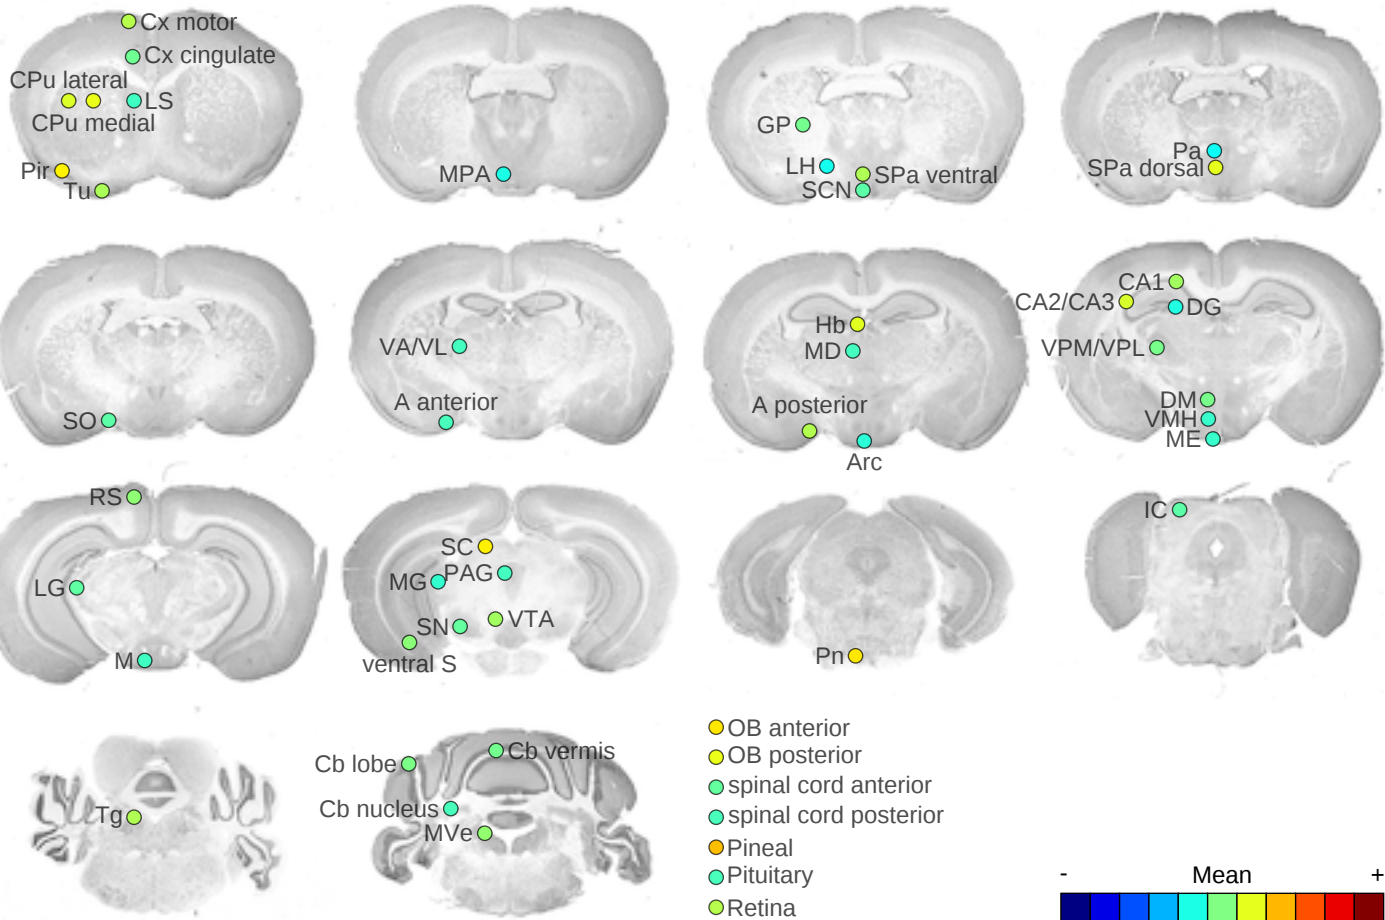 Cx motor
Cx cingulate
CPu lateral
LS
CPu medial
Pir
Tu
MPA
GP
LH
SPa ventral
SCN
Pa
SPa dorsal
SO
VA/VL
A anterior
Hb
MD
A posterior
Arc
CA1
CA2/CA3
DG
VPM/VPL
DM
VMH
ME
RS
LG
M
SC
MG
PAG
SN
VTA
ventral S
Pn
IC
Tg
Cb lobe
Cb vermis
Cb nucleus
MVe
OB anterior
OB posterior
spinal cord anterior
spinal cord posterior
Pineal
Pituitary
Retina
- Mean +